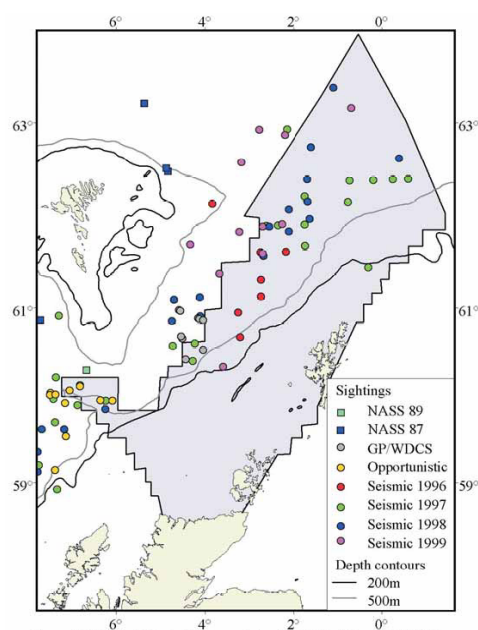 6° 4° 2° 0°
63°
63°
61°
61°
59°
59°
Sightings
NASS 89
NASS 87
GP/WDCS
Opportunistic
Seismic 1996
Seismic 1997
Seismic 1998
Seismic 1999
Depth contours
200m
500m
6° 4° 2° 0°